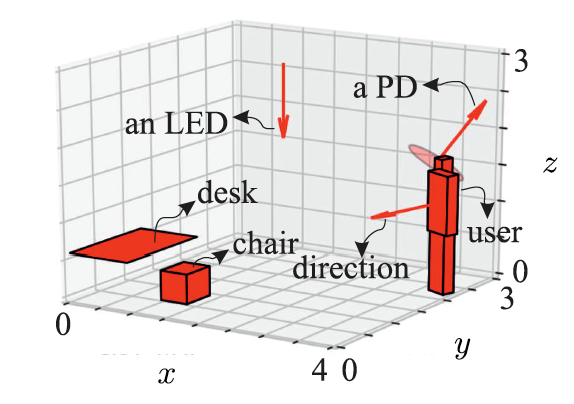 3
a PD
an LED
z
desk
chair
user
direction
0
3
0
y
x
4 0